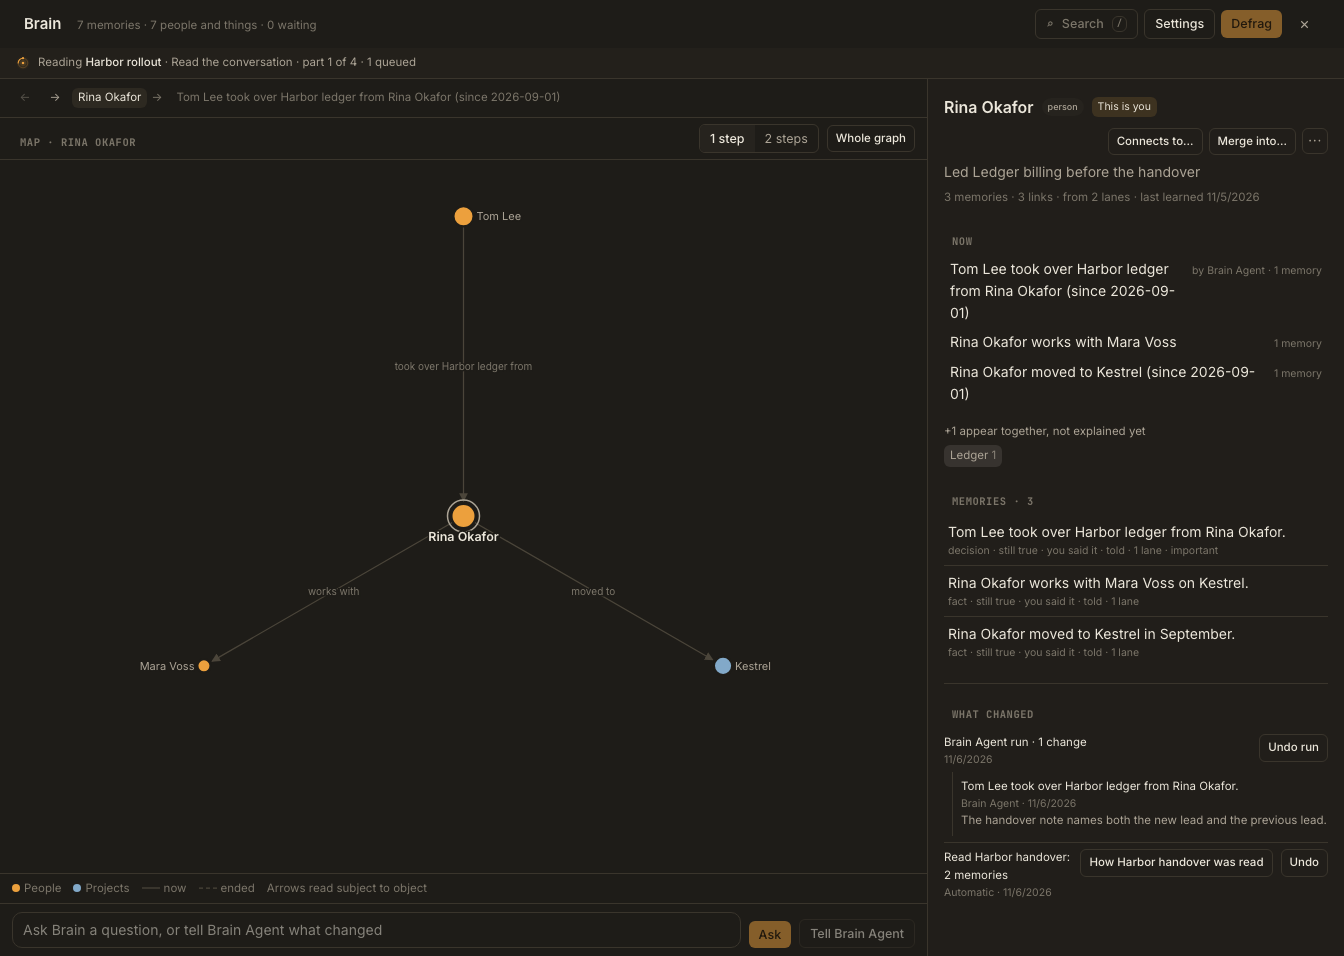 Brain 7 memories · 7 people and things · 0 waiting
Search / Settings Defrag ×
Reading Harbor rollout · Read the conversation · part 1 of 4 · 1 queued
← → Rina Okafor → Tom Lee took over Harbor ledger from Rina Okafor (since 2026-09-01)
MAP · RINA OKAFOR
1 step 2 steps Whole graph
Tom Lee
took over Harbor ledger from
Rina Okafor
works with
moved to
Mara Voss
Kestrel
People Projects now ended Arrows read subject to object
Ask Brain a question, or tell Brain Agent what changed
Ask Tell Brain Agent
Rina Okafor person This is you
Connects to... Merge into... ...
Led Ledger billing before the handover
3 memories · 3 links · from 2 lanes · last learned 11/5/2026
NOW
Tom Lee took over Harbor ledger
from Rina Okafor (since 2026-09-
01)
by Brain Agent · 1 memory
Rina Okafor works with Mara Voss 1 memory
Rina Okafor moved to Kestrel (since 2026-09-
01)
1 memory
+1 appear together, not explained yet
Ledger 1
MEMORIES · 3
Tom Lee took over Harbor ledger from Rina Okafor.
decision · still true · you said it · told · 1 lane · important
Rina Okafor works with Mara Voss on Kestrel.
fact · still true · you said it · told · 1 lane
Rina Okafor moved to Kestrel in September.
fact · still true · you said it · told · 1 lane
WHAT CHANGED
Brain Agent run · 1 change
11/6/2026
Undo run
Tom Lee took over Harbor ledger from Rina Okafor.
Brain Agent · 11/6/2026
The handover note names both the new lead and the previous lead.
Read Harbor handover:
2 memories
Automatic · 11/6/2026
How Harbor handover was read Undo